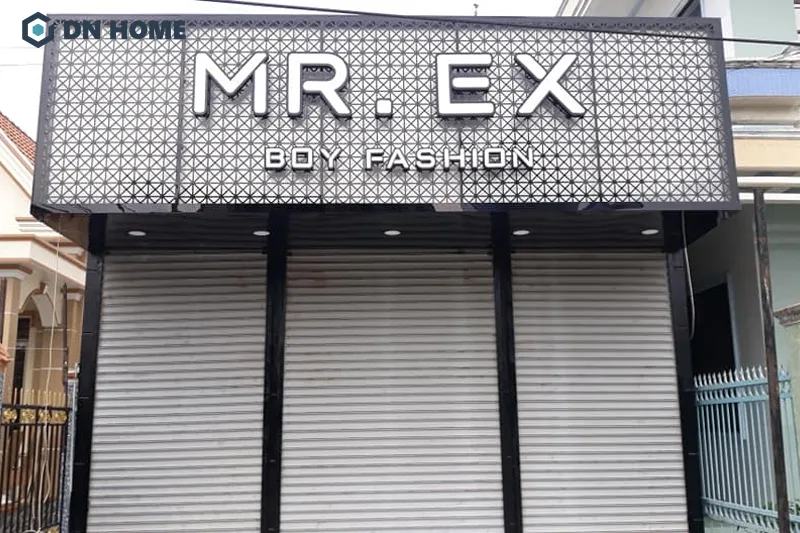 DN HOME
MR. EX
BOY FASHION